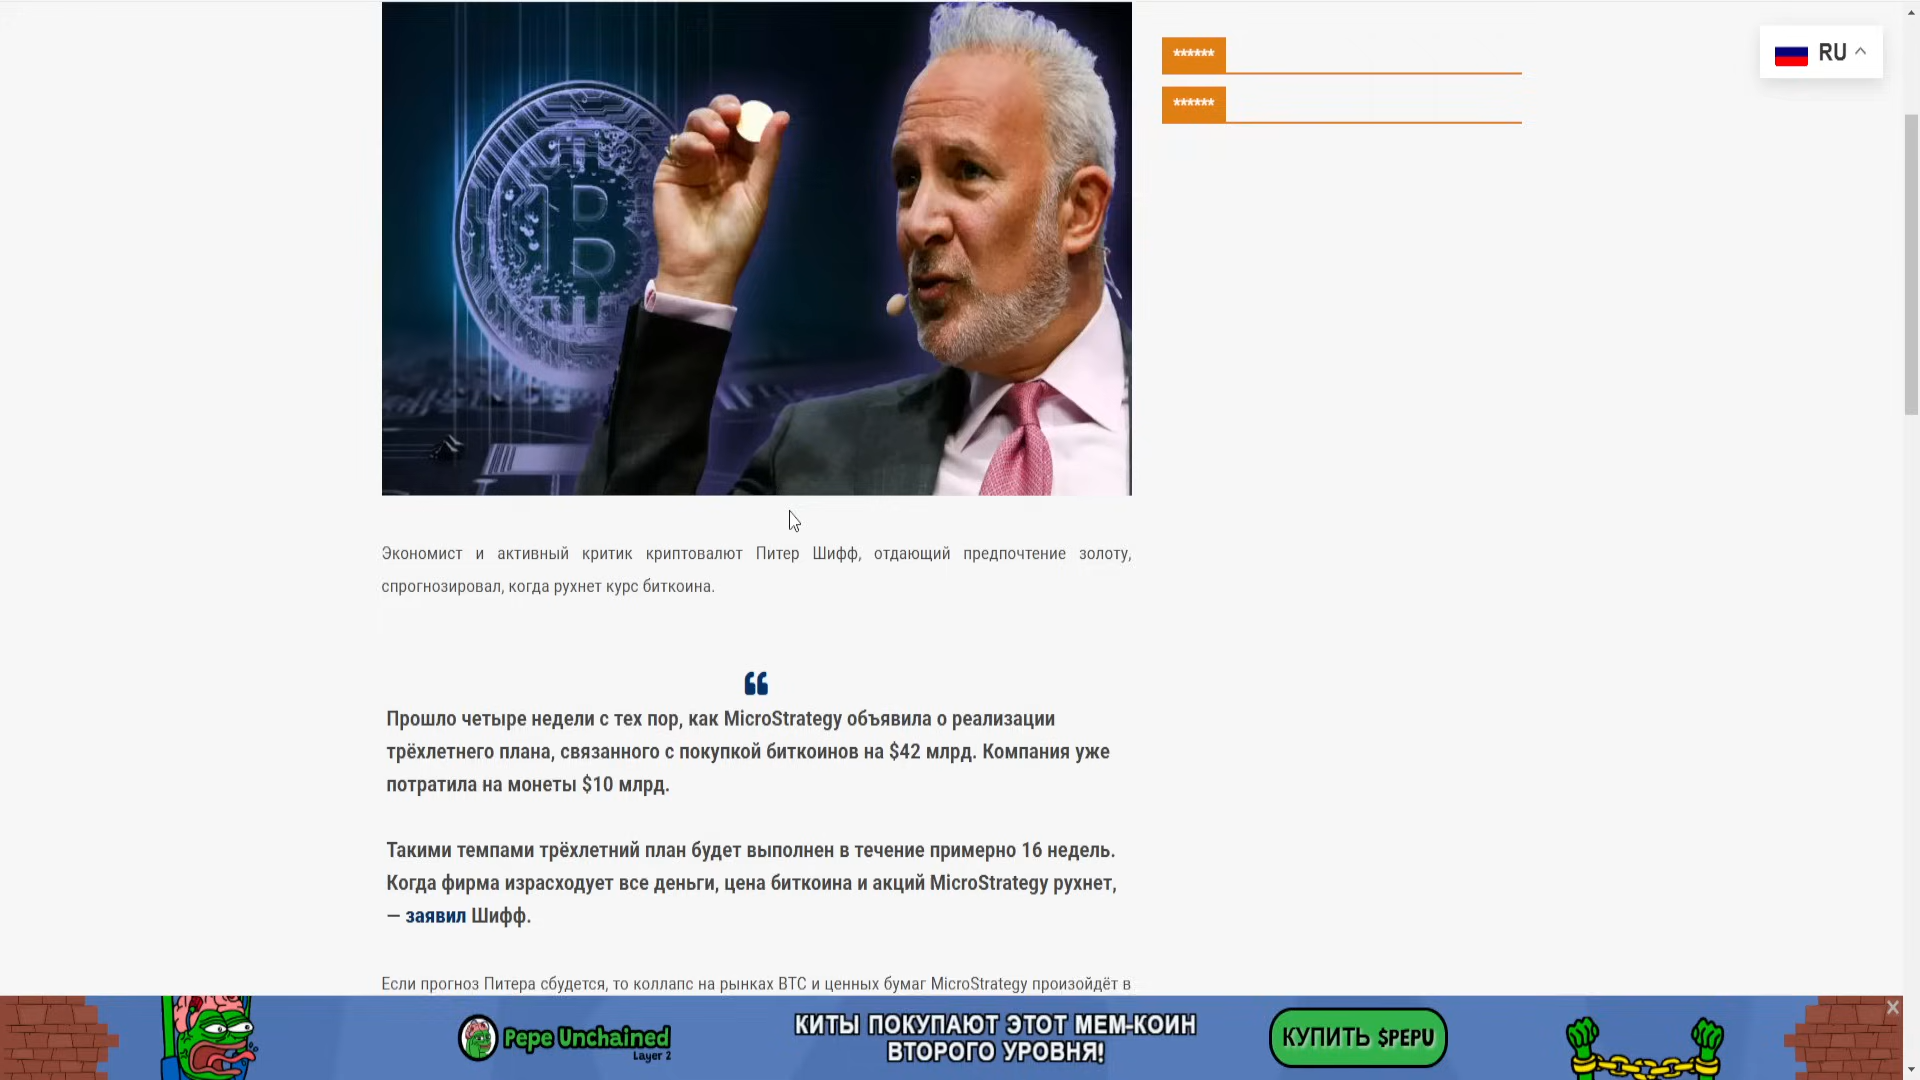 ******
RU
******
Экономист и активный критик криптовалют Питер Шифф, отдающий предпочтение золоту,
спрогнозировал, когда рухнет курс биткоина.
Прошло четыре недели с тех пор, как MicroStrategy объявила о реализации
трёхлетнего плана, связанного с покупкой биткоинов на $42 млрд. Компания уже
потратила на монеты $10 млрд.
Такими темпами трёхлетний план будет выполнен в течение примерно 16 недель.
Когда фирма израсходует все деньги, цена биткоина и акций MicroStrategy рухнет,
— заявил Шифф.
Если прогноз Питера сбудется, то коллапс на рынках BTC и ценных бумаг MicroStrategy произойдёт в
Pepe Unchained
Layer 2
КИТЫ ПОКУПАЮТ ЭТОТ МЕМ-КОИН
ВТОРОГО УРОВНЯ!
КУПИТЬ $PEPU